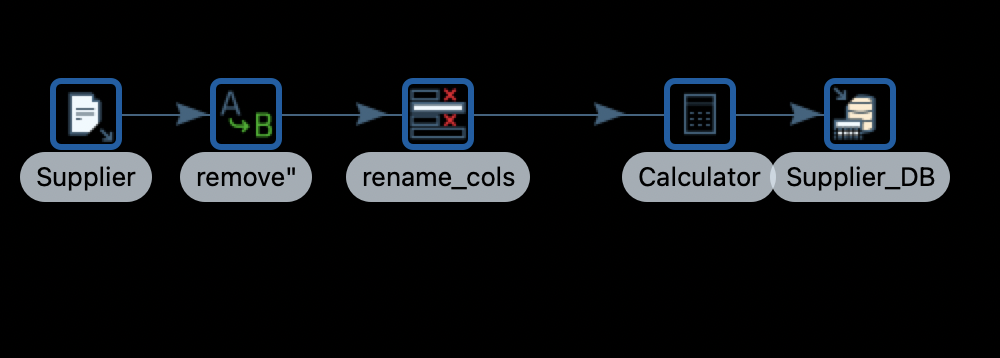 A
B
Supplier
remove"
rename_cols
Calculator
Supplier_DB